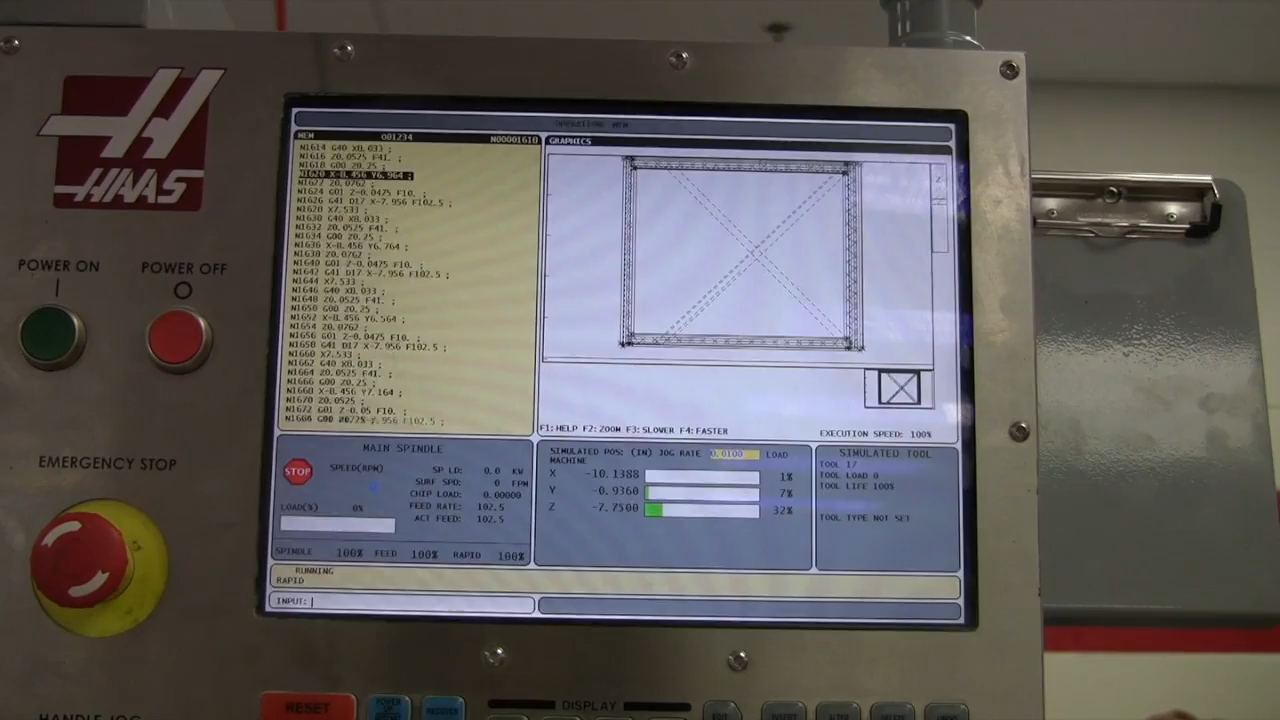 HAAS
POWER ON
POWER OFF
EMERGENCY STOP
HANDLE JOG
MEM O01234 N00001610
N1614 G40 X8.033 ;
N1616 Z0.0525 F41. ;
N1618 G00 Z0.25 ;
N1620 X-8.456 Y6.964 ;
N1622 Z0.0762 ;
N1624 G01 Z-0.0475 F10. ;
N1626 G41 D17 X-7.956 F102.5 ;
N1628 X7.533 ;
N1630 G40 X8.033 ;
N1632 Z0.0525 F41. ;
N1634 G00 Z0.25 ;
N1636 X-8.456 Y6.764 ;
N1638 Z0.0762 ;
N1640 G01 Z-0.0475 F10. ;
N1642 G41 D17 X-7.956 F102.5 ;
N1644 X7.533 ;
N1646 G40 X8.033 ;
N1648 Z0.0525 F41. ;
N1650 G00 Z0.25 ;
N1652 X-8.456 Y6.564 ;
N1654 Z0.0762 ;
N1656 G01 Z-0.0475 F10. ;
N1658 G41 D17 X-7.956 F102.5 ;
N1660 X7.533 ;
N1662 G40 X8.033 ;
N1664 Z0.0525 F41. ;
N1666 G00 Z0.25 ;
N1668 X-8.456 Y7.164 ;
N1670 Z0.0525 ;
N1672 G01 Z-0.05 F10. ;
GRAPHICS
F1: HELP F2: ZOOM F3: SLOWER F4: FASTER
EXECUTION SPEED: 100%
MAIN SPINDLE
STOP
SPEED(RPM)
LOAD(%) 0%
SP LD: 0.0 KW
SURF SPD: 0 FPM
CHIP LOAD: 0.00000
FEED RATE: 102.5
ACT FEED: 102.5
SPINDLE 100% FEED 100% RAPID 100%
SIMULATED POS: (IN) JOG RATE 0.0100 LOAD
MACHINE
X -10.1388 1%
Y -0.9360 7%
Z -7.7500 32%
SIMULATED TOOL
TOOL 17
TOOL LOAD 0
TOOL LIFE 100%
TOOL TYPE NOT SET
RUNNING
RAPID
INPUT:
RESET
POWER
UP
RECOVER
DISPLAY
EDIT
INSERT
ALTER
DELETE
UNDO